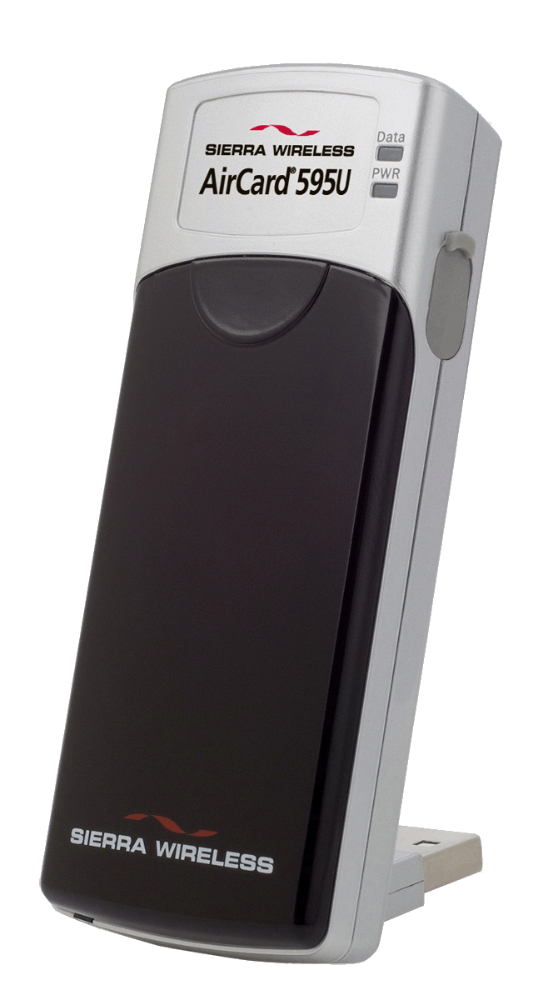 SIERRA WIRELESS
AirCard® 595U
Data
PWR
SIERRA WIRELESS